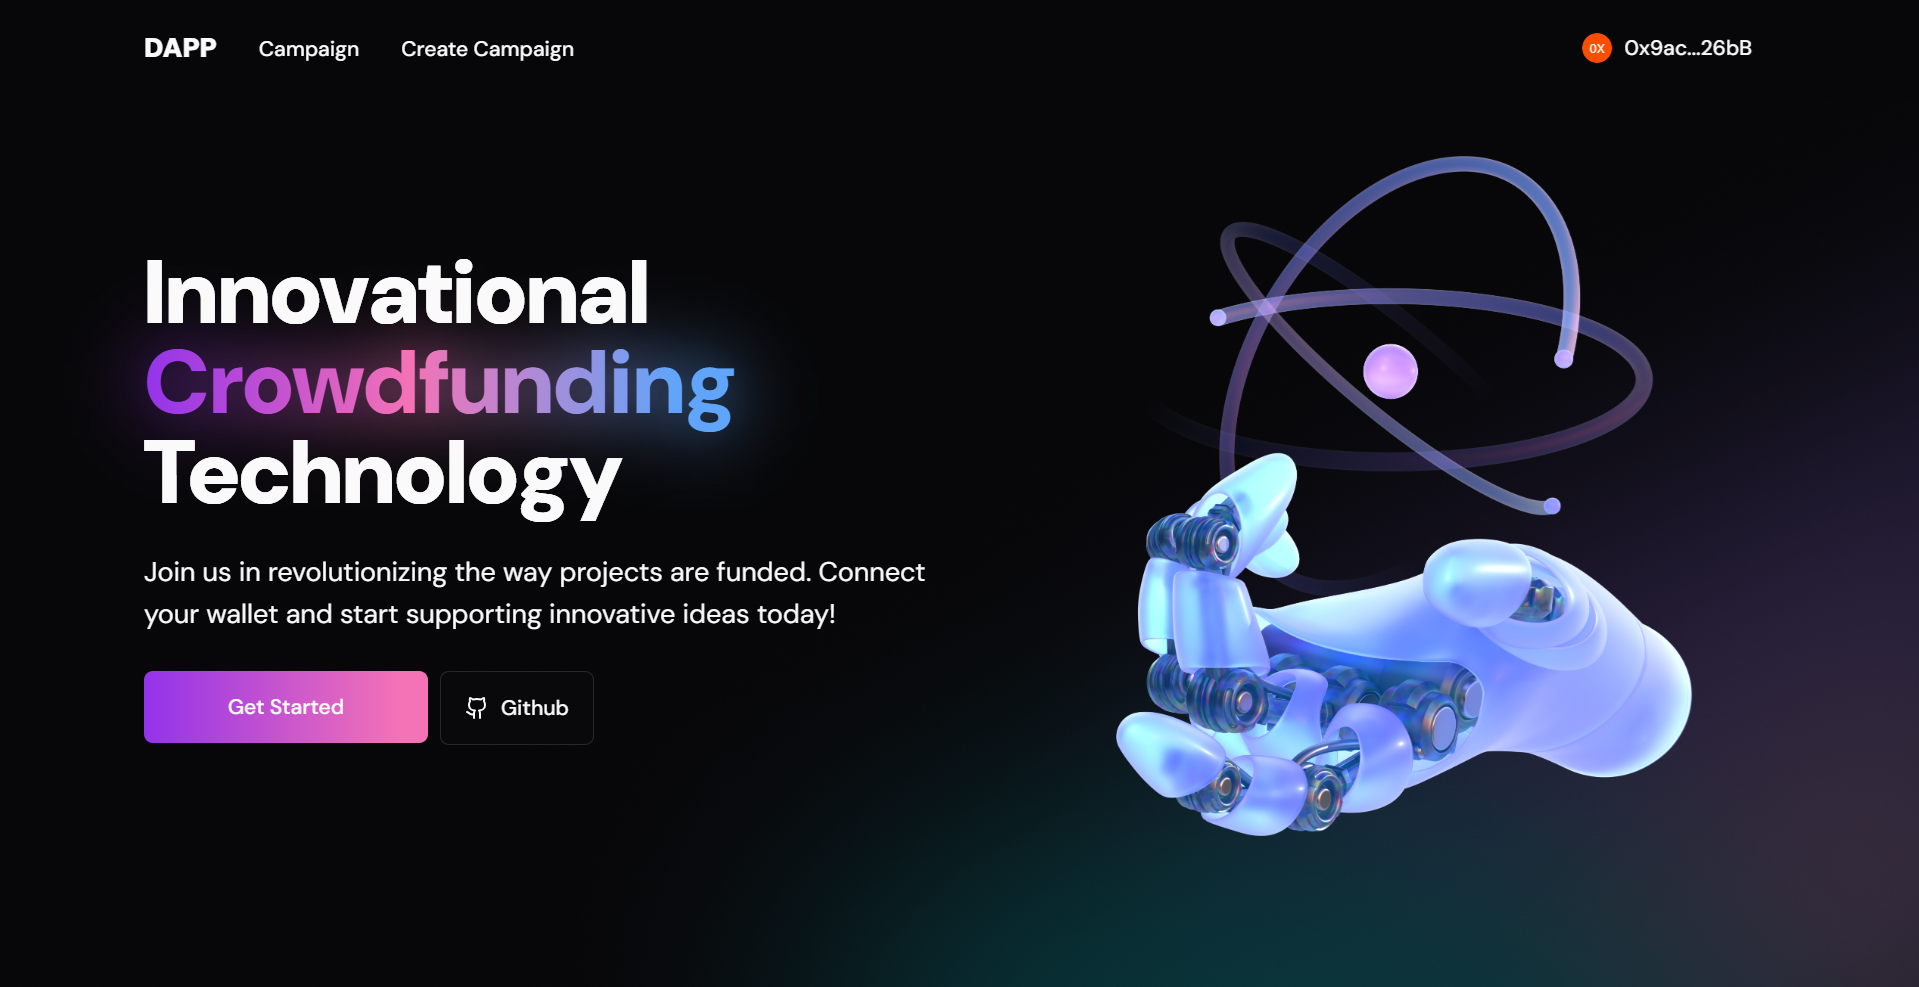 DAPP Campaign Create Campaign 0X 0x9ac...26bB
Innovational
Crowdfunding
Technology
Join us in revolutionizing the way projects are funded. Connect
your wallet and start supporting innovative ideas today!
Get Started Github